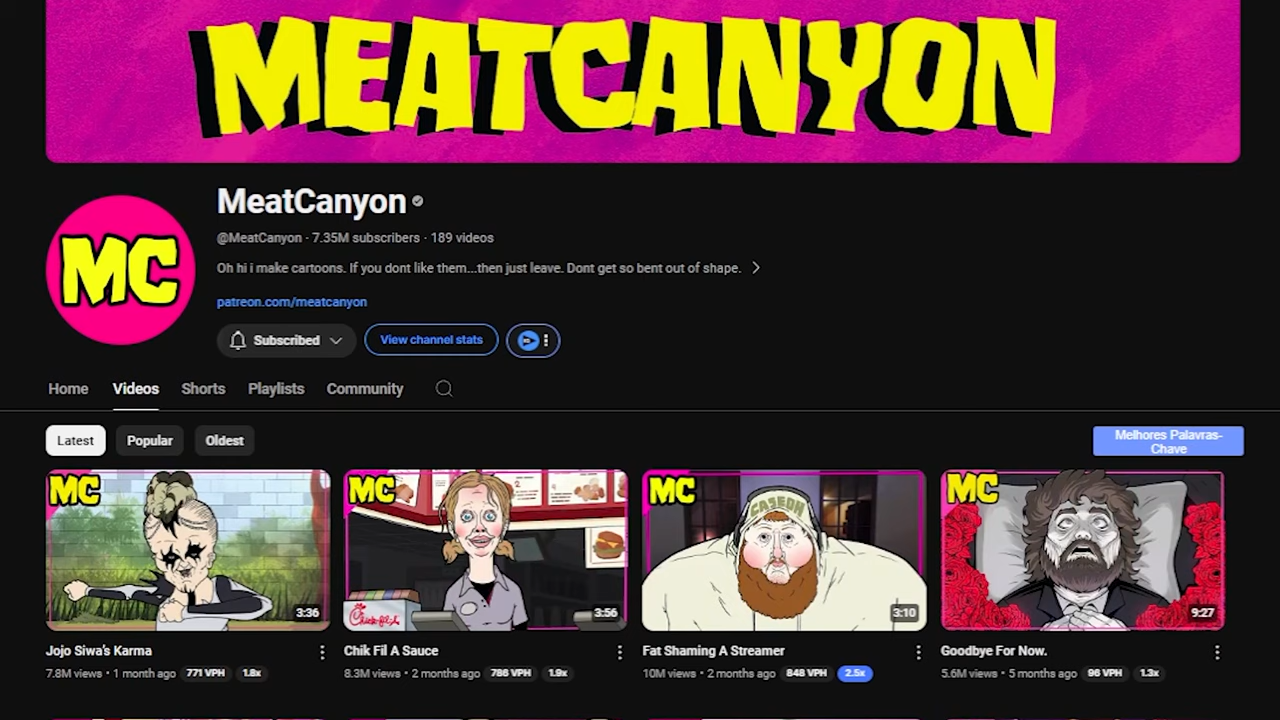 MEATCANYON
MC
MeatCanyon
@MeatCanyon · 7.35M subscribers · 189 videos
Oh hi i make cartoons. If you dont like them...then just leave. Dont get so bent out of shape.
patreon.com/meatcanyon
Subscribed
View channel stats
Home
Videos
Shorts
Playlists
Community
Latest
Popular
Oldest
Melhores Palavras-
Chave
MC
3:36
MC
Chick-fil-A
3:56
MC
CASEOH
3:10
MC
9:27
Jojo Siwa's Karma
7.8M views • 1 month ago 771 VPH 1.8x
Chik Fil A Sauce
8.3M views • 2 months ago 786 VPH 1.9x
Fat Shaming A Streamer
10M views • 2 months ago 848 VPH 2.5x
Goodbye For Now.
5.6M views • 5 months ago 96 VPH 1.3x